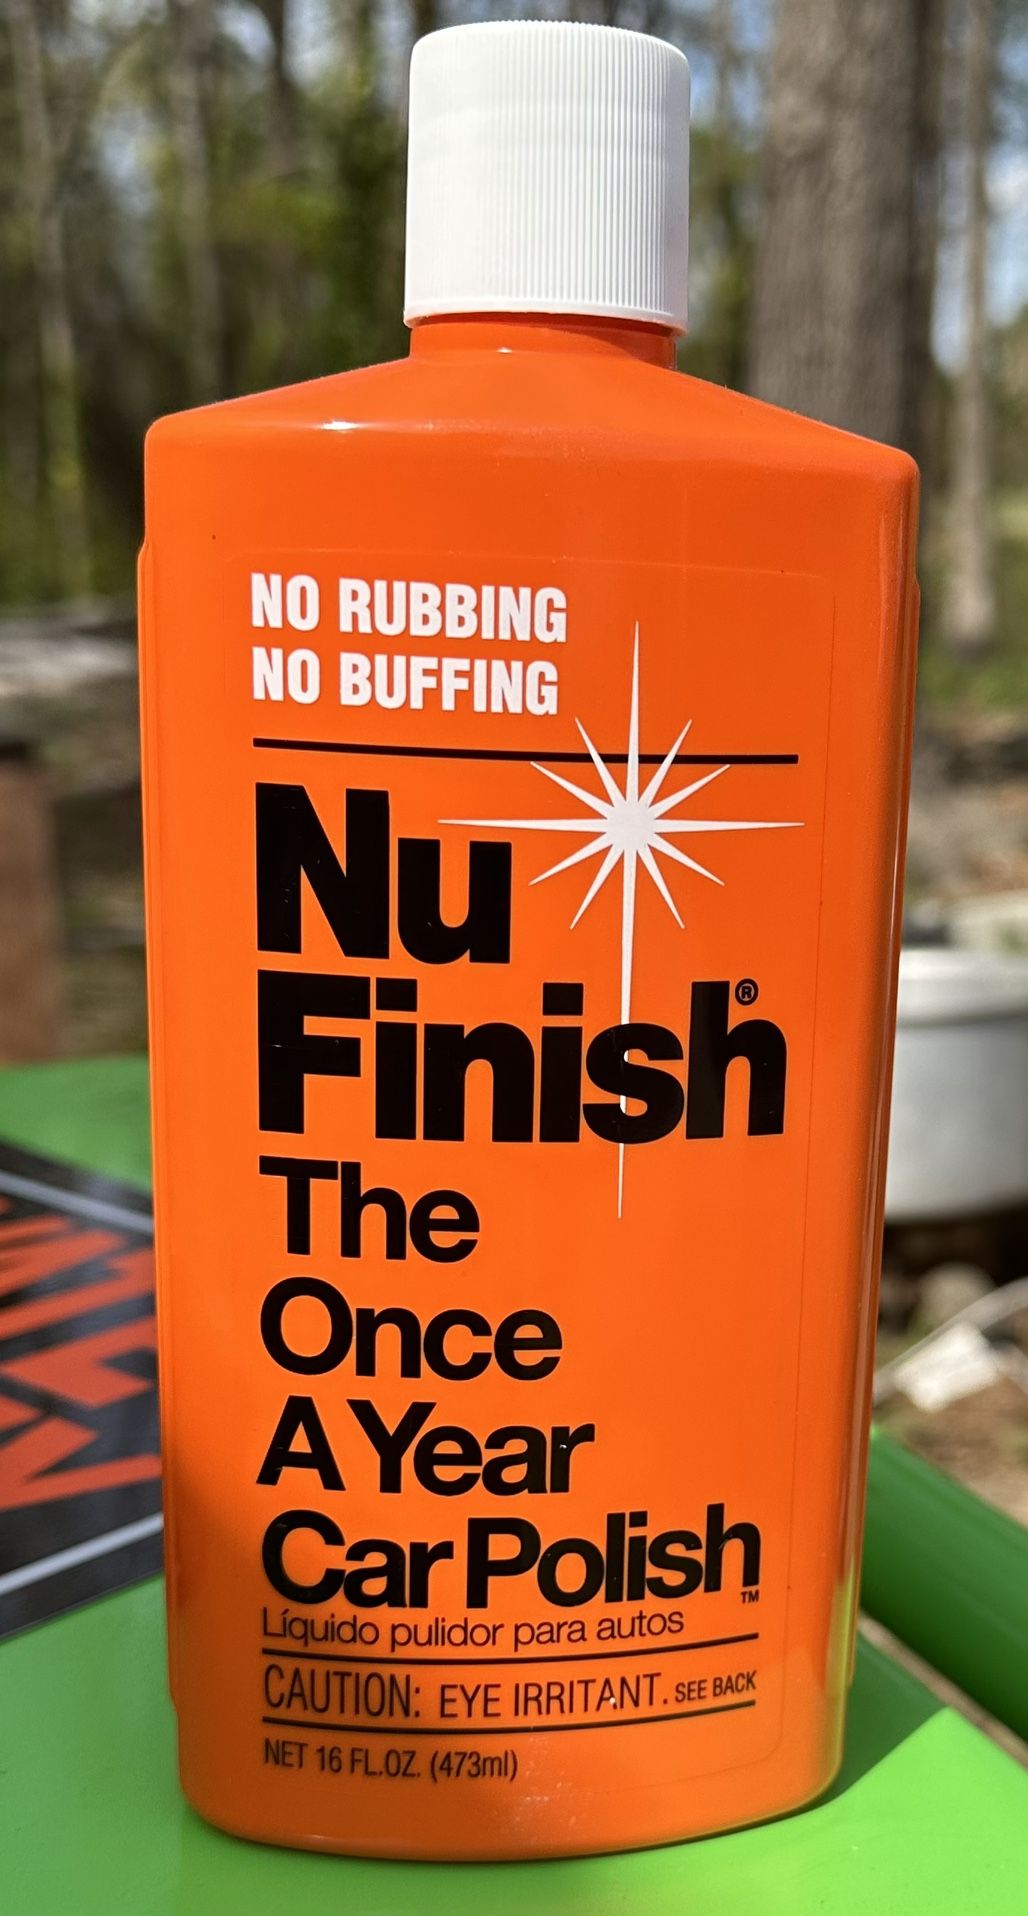 NO RUBBING
NO BUFFING
Nu
Finish®
The
Once
A Year
Car Polish™
Líquido pulidor para autos
CAUTION: EYE IRRITANT. SEE BACK
NET 16 FL.OZ. (473ml)